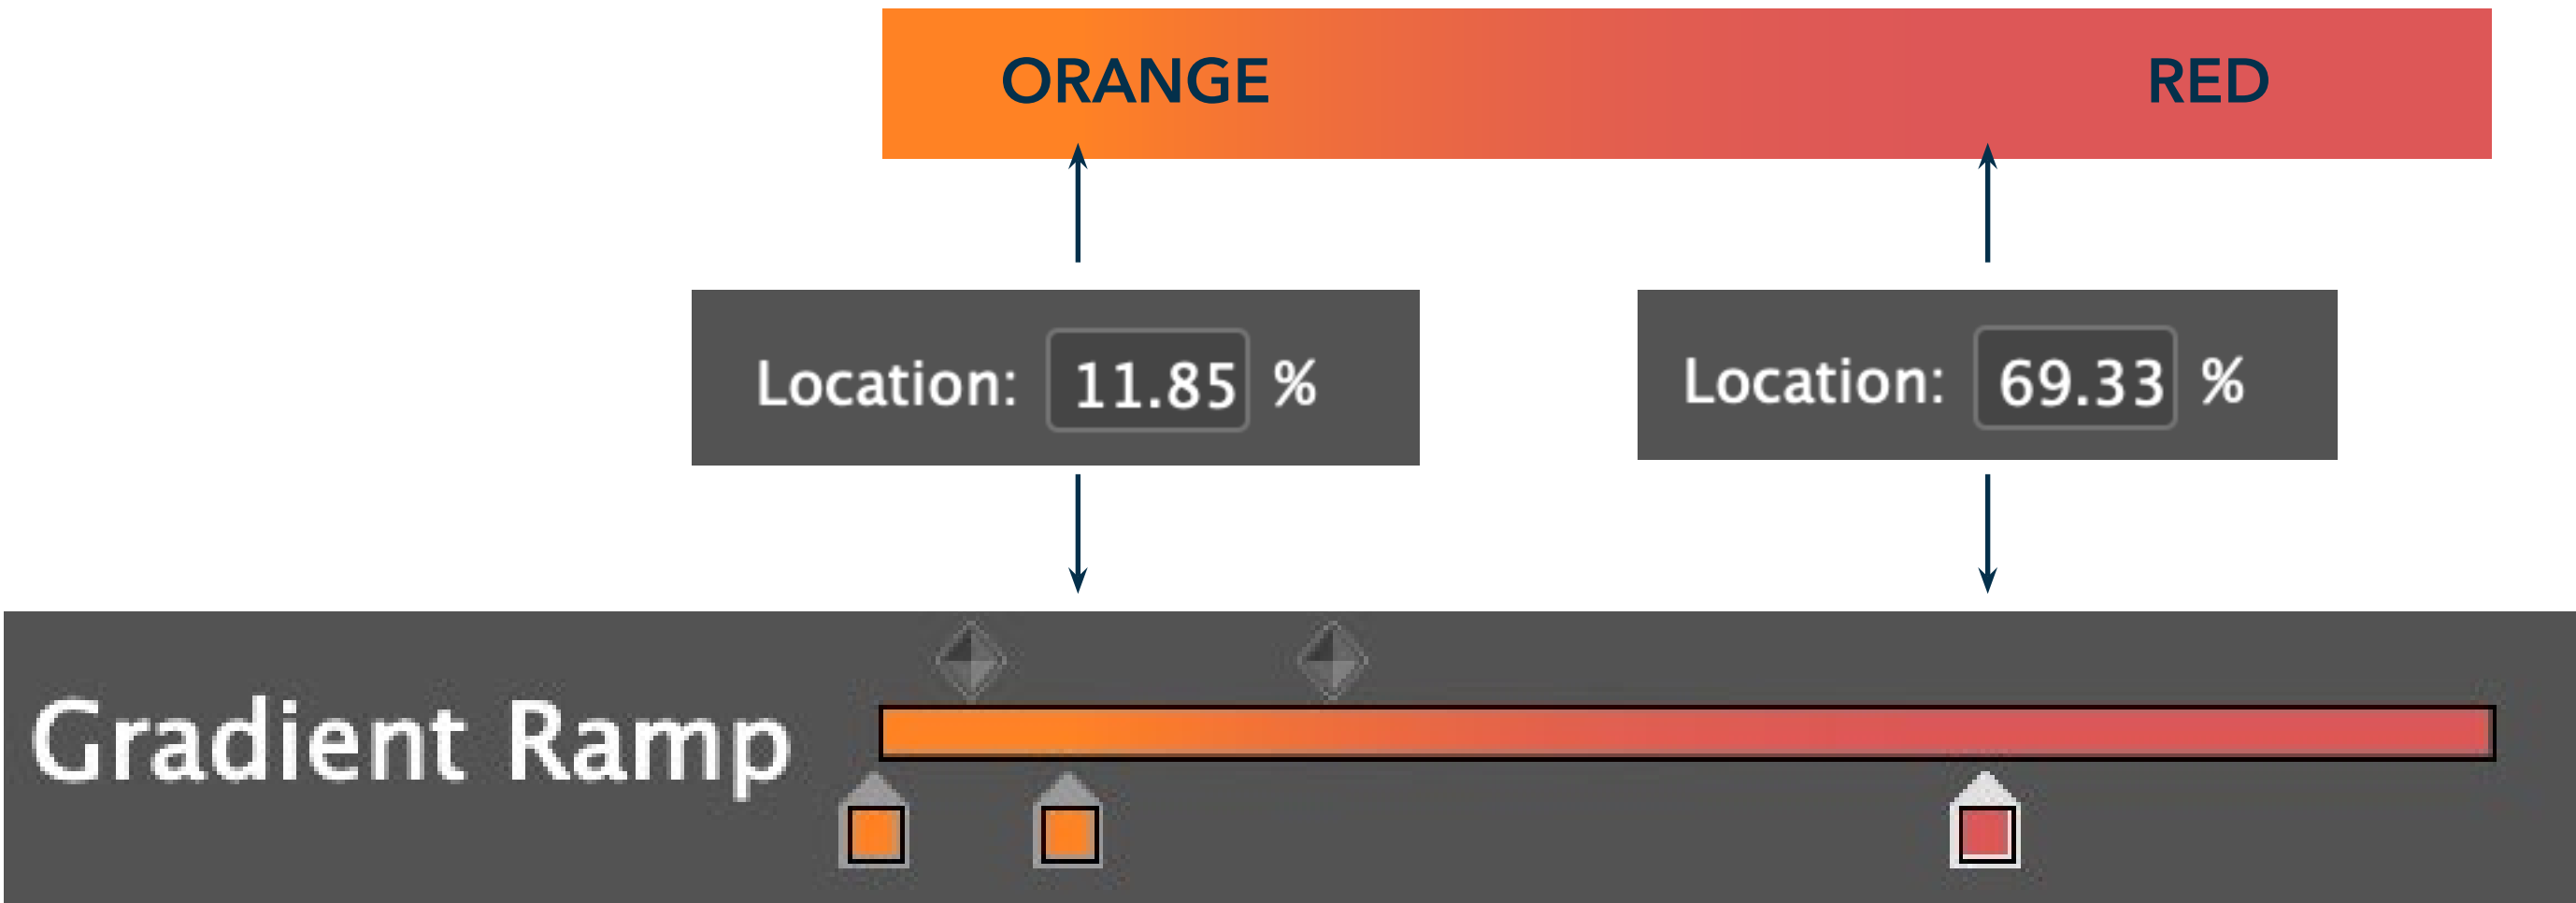 ORANGE RED
Location: 11.85 % Location: 69.33 %
Gradient Ramp